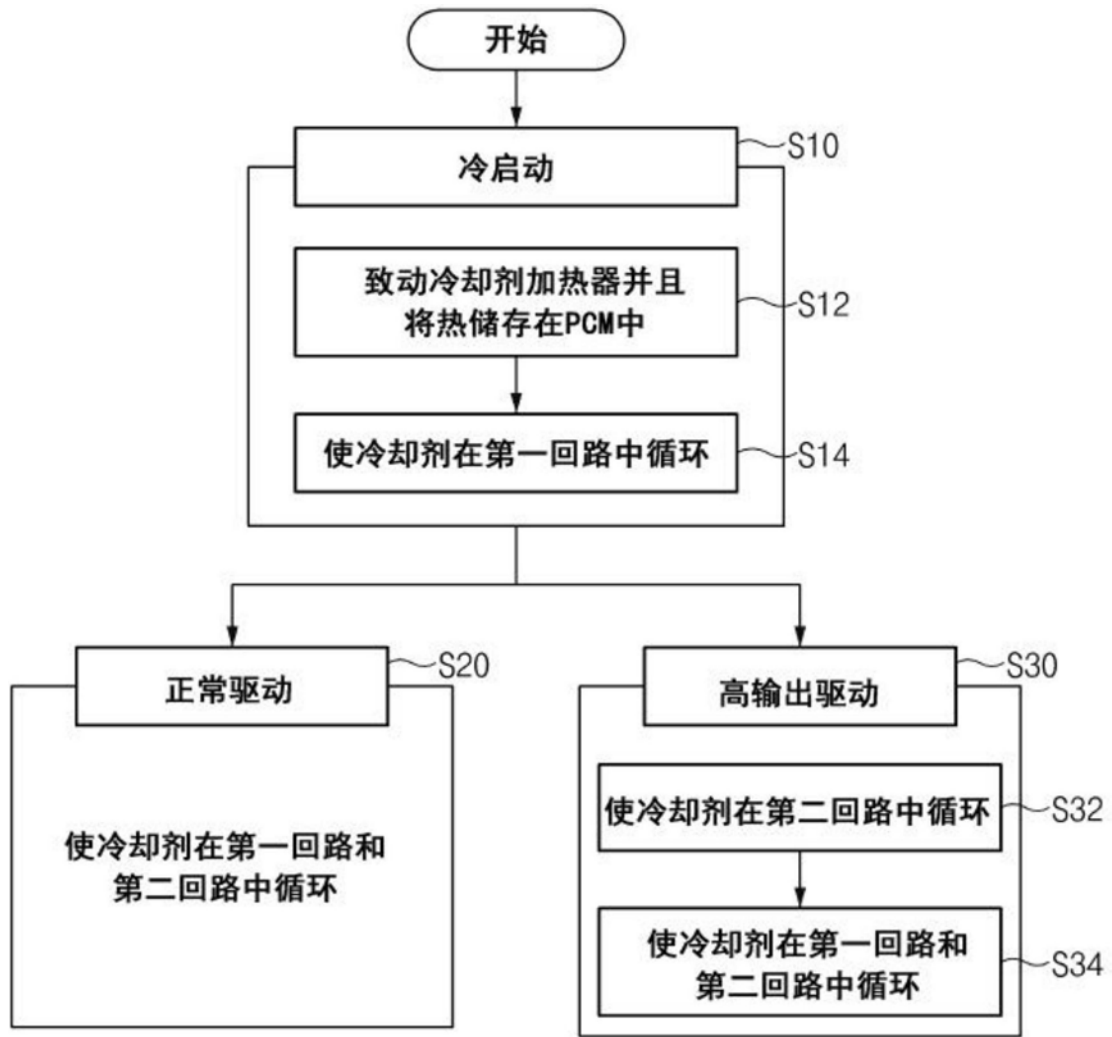 开始
冷启动
S10
致动冷却剂加热器并且
将热储存在PCM中
S12
使冷却剂在第一回路中循环
S14
正常驱动
S20
使冷却剂在第一回路和
第二回路中循环
高输出驱动
S30
使冷却剂在第二回路中循环
S32
使冷却剂在第一回路和
第二回路中循环
S34